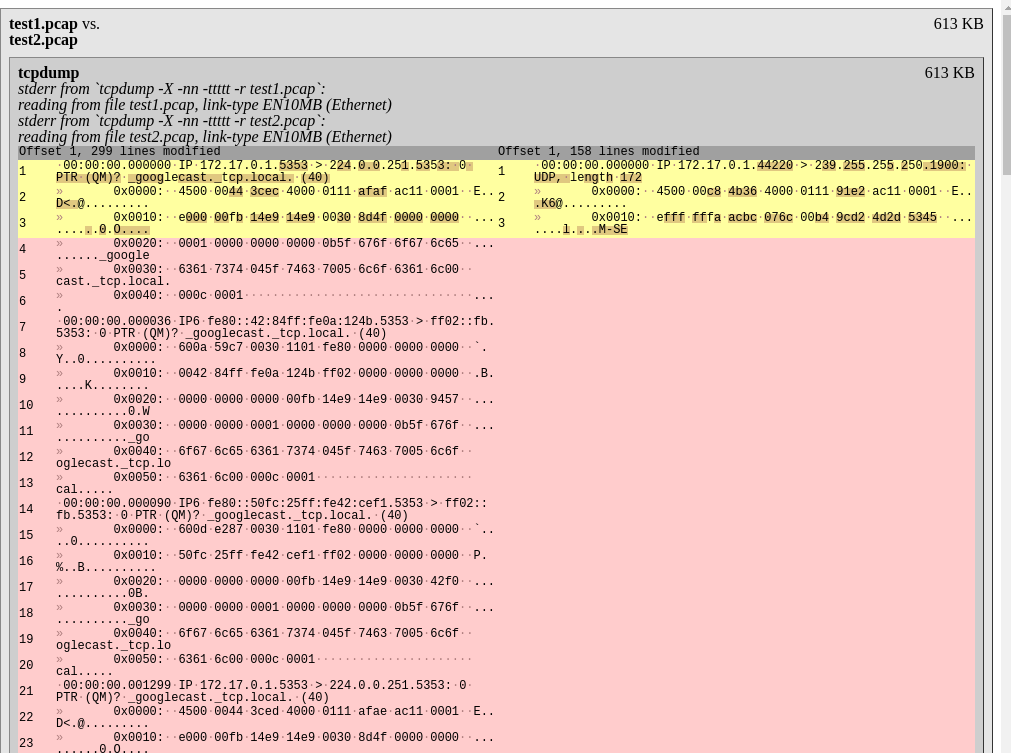 test1.pcap vs. 613 KB
test2.pcap
tcpdump 613 KB
stderr from `tcpdump -X -nn -ttttt -r test1.pcap`:
reading from file test1.pcap, link-type EN10MB (Ethernet)
stderr from `tcpdump -X -nn -ttttt -r test2.pcap`:
reading from file test2.pcap, link-type EN10MB (Ethernet)
Offset 1, 299 lines modified Offset 1, 158 lines modified
1 ·00:00:00.000000·IP·172.17.0.1.5353·>·224.0.0.251.5353:·0· 1 ·00:00:00.000000·IP·172.17.0.1.44220·>·239.255.255.250.1900:·
PTR·(QM)?·_googlecast._tcp.local.·(40) UDP,·length·172
2 » 0x0000:··4500·0044·3cec·4000·0111·afaf·ac11·0001··E.. 2 » 0x0000:··4500·00c8·4b36·4000·0111·91e2·ac11·0001··E..
D<.@......... .K6@.........
3 » 0x0010:··e000·00fb·14e9·14e9·0030·8d4f·0000·0000··... 3 » 0x0010:··efff·fffa·acbc·076c·00b4·9cd2·4d2d·5345··...
.....·.0.O.... ....l....M-SE
4 » 0x0020:··0001·0000·0000·0000·0b5f·676f·6f67·6c65··...
......_google
5 » 0x0030:··6361·7374·045f·7463·7005·6c6f·6361·6c00··
cast._tcp.local.
6 » 0x0040:··000c·0001································...
.
7 ·00:00:00.000036·IP6·fe80::42:84ff:fe0a:124b.5353·>·ff02::fb.
5353:·0·PTR·(QM)?·_googlecast._tcp.local.·(40)
8 » 0x0000:··600a·59c7·0030·1101·fe80·0000·0000·0000··`.
Y..0..........
9 » 0x0010:··0042·84ff·fe0a·124b·ff02·0000·0000·0000··.B.
....K........
10 » 0x0020:··0000·0000·0000·00fb·14e9·14e9·0030·9457··...
..........0.W
11 » 0x0030:··0000·0000·0001·0000·0000·0000·0b5f·676f··...
.........._go
12 » 0x0040:··6f67·6c65·6361·7374·045f·7463·7005·6c6f··
oglecast._tcp.lo
13 » 0x0050:··6361·6c00·000c·0001······················
cal.....
14 ·00:00:00.000090·IP6·fe80::50fc:25ff:fe42:cef1.5353·>·ff02::
fb.5353:·0·PTR·(QM)?·_googlecast._tcp.local.·(40)
15 » 0x0000:··600d·e287·0030·1101·fe80·0000·0000·0000··`..
..0..........
16 » 0x0010:··50fc·25ff·fe42·cef1·ff02·0000·0000·0000··P.
%..B..........
17 » 0x0020:··0000·0000·0000·00fb·14e9·14e9·0030·42f0··...
..........0B.
18 » 0x0030:··0000·0000·0001·0000·0000·0000·0b5f·676f··...
.........._go
19 » 0x0040:··6f67·6c65·6361·7374·045f·7463·7005·6c6f··
oglecast._tcp.lo
20 » 0x0050:··6361·6c00·000c·0001······················
cal.....
21 ·00:00:00.001299·IP·172.17.0.1.5353·>·224.0.0.251.5353:·0·
PTR·(QM)?·_googlecast._tcp.local.·(40)
22 » 0x0000:··4500·0044·3ced·4000·0111·afae·ac11·0001··E..
D<.@.........
23 » 0x0010:··e000·00fb·14e9·14e9·0030·8d4f·0000·0000··...
......0.O....